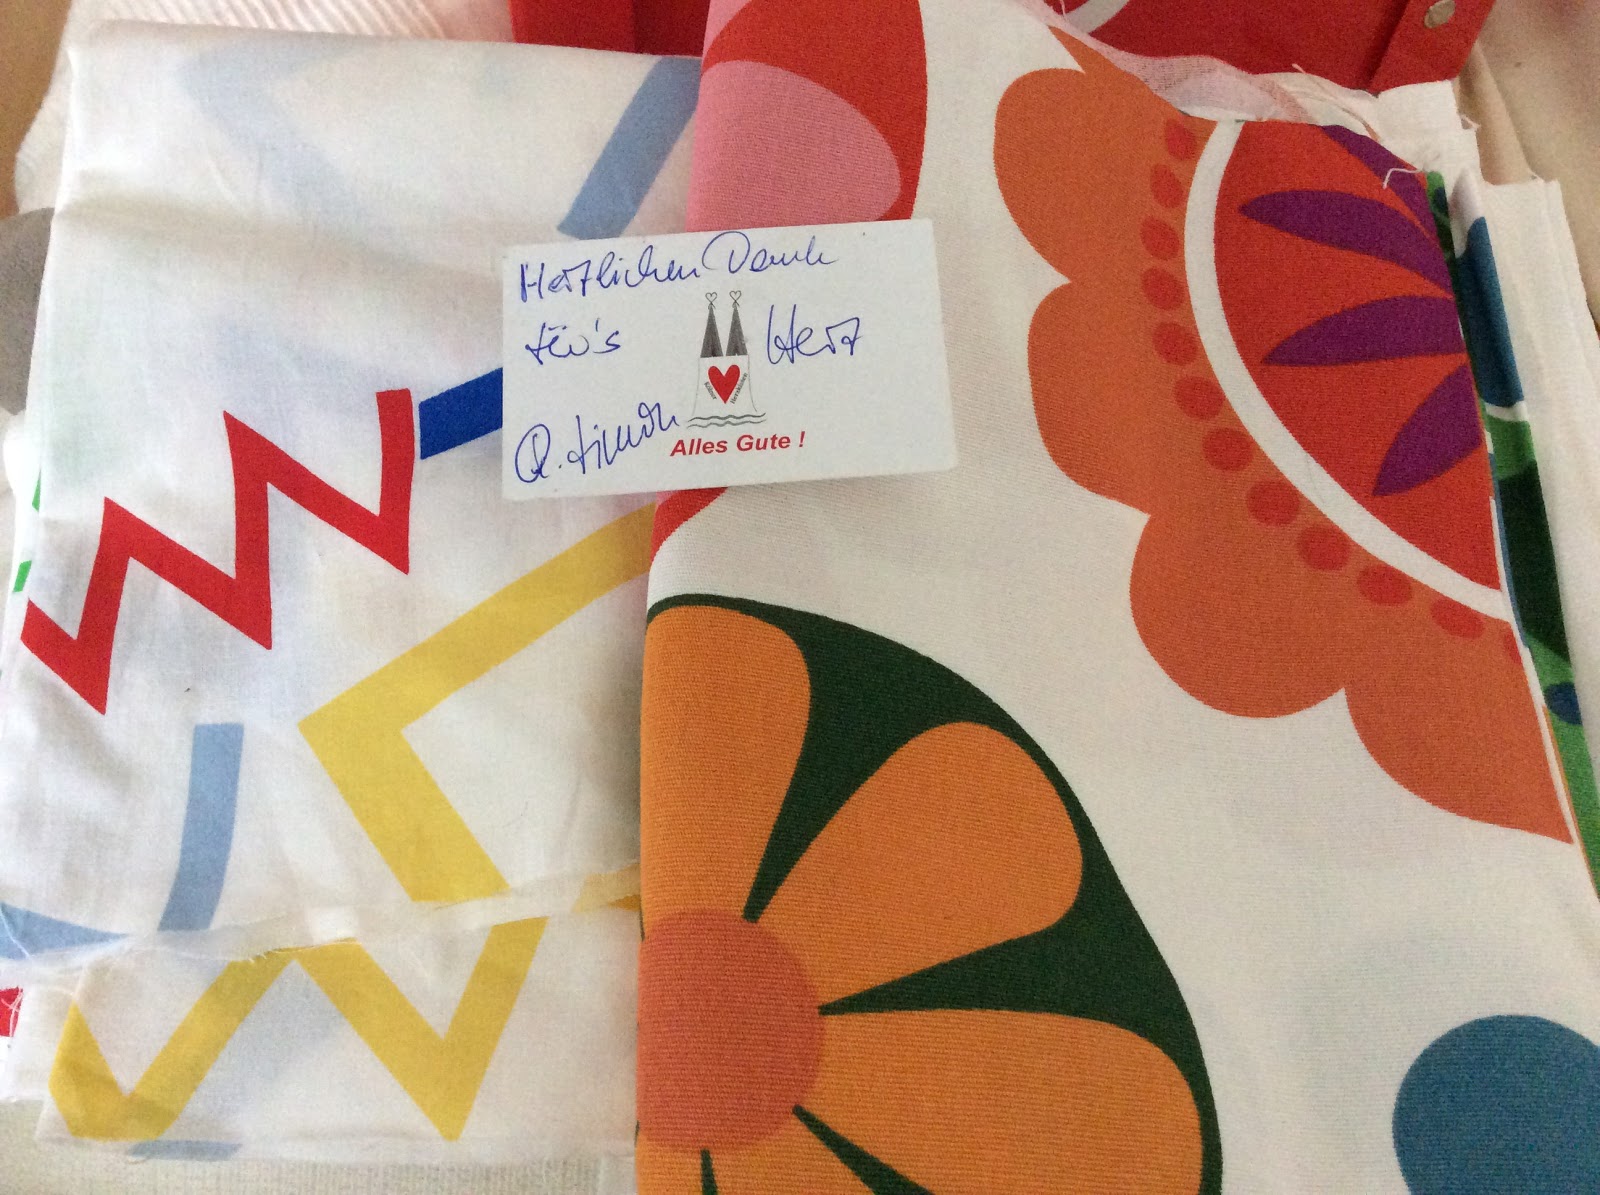 Herzlichen Dank
für's Herz
Alles Gute !